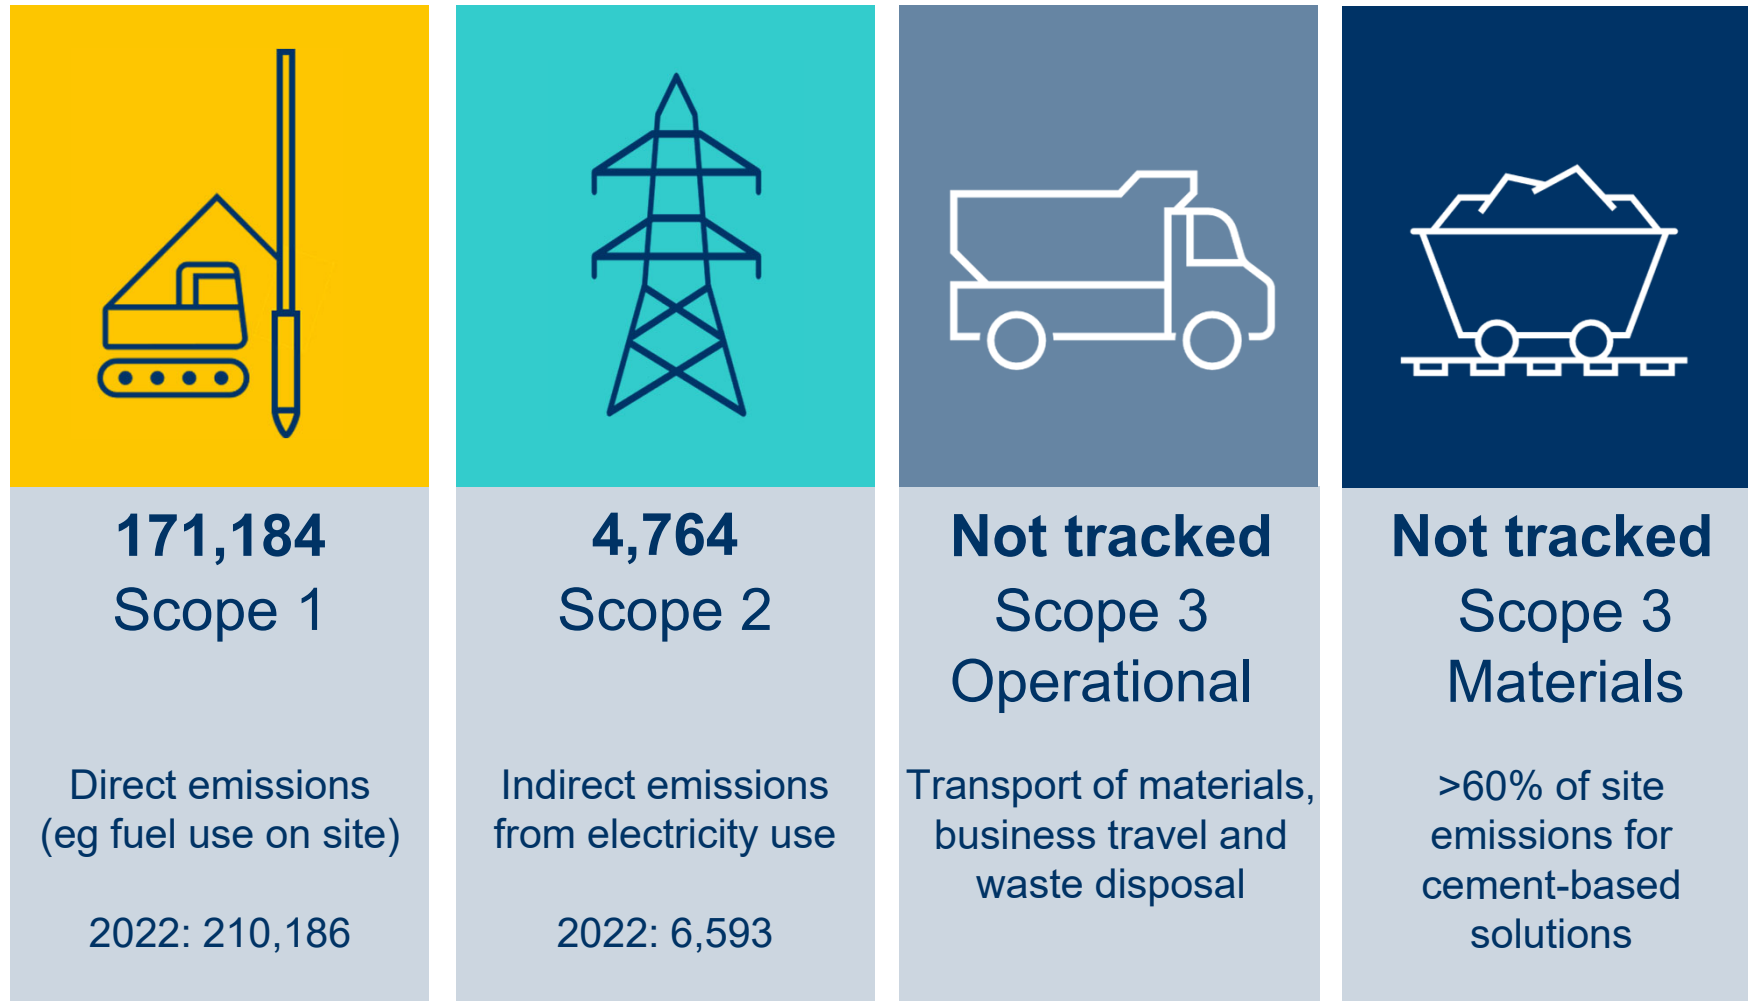 171,184
Scope 1
Direct emissions
(eg fuel use on site)
2022: 210,186
4,764
Scope 2
Indirect emissions
from electricity use
2022: 6,593
Not tracked
Scope 3
Operational
Transport of materials,
business travel and
waste disposal
Not tracked
Scope 3
Materials
>60% of site
emissions for
cement-based
solutions